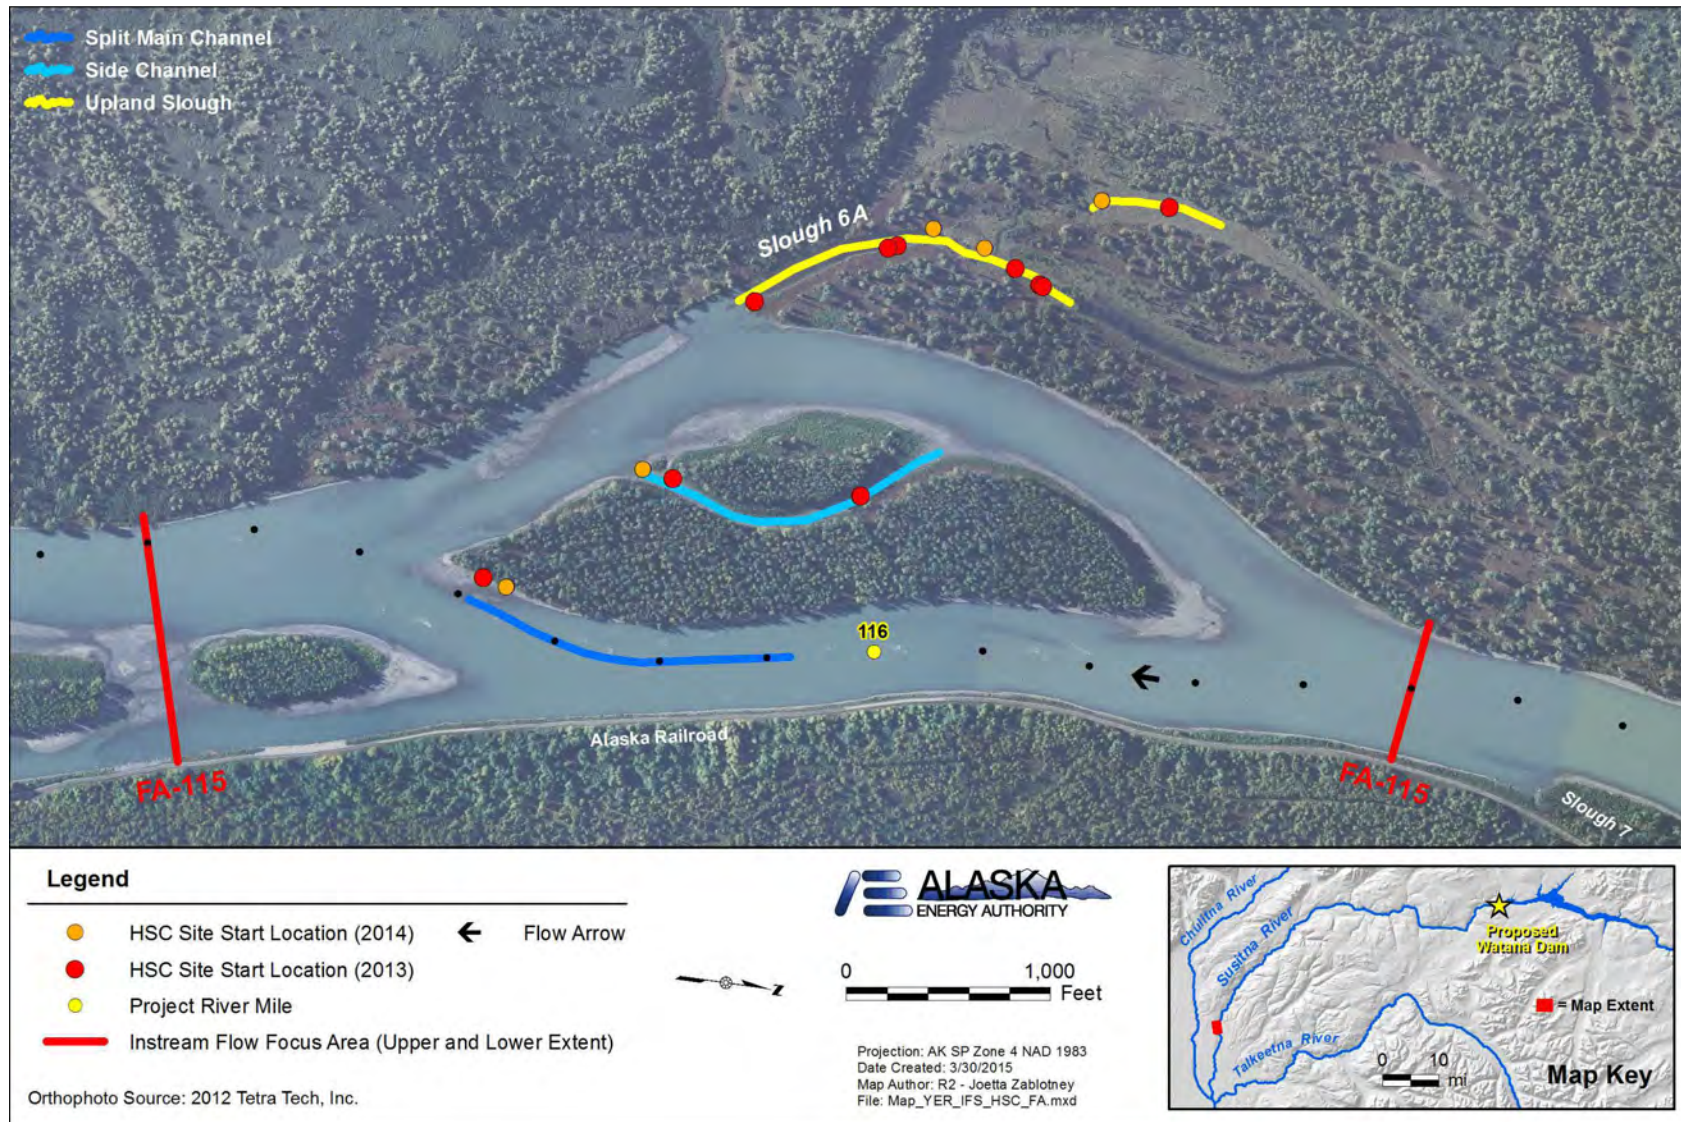 Split Main Channel
Side Channel
Upland Slough
Slough 6A
116
Alaska Railroad
FA-115
FA-115
Slough 7
Legend
HSC Site Start Location (2014)
Flow Arrow
HSC Site Start Location (2013)
Project River Mile
Instream Flow Focus Area (Upper and Lower Extent)
Orthophoto Source: 2012 Tetra Tech, Inc.
Z
ALASKA
ENERGY AUTHORITY
0 1,000
Feet
Projection: AK SP Zone 4 NAD 1983
Date Created: 3/30/2015
Map Author: R2 - Joetta Zablotney
File: Map_YER_IFS_HSC_FA.mxd
Chulitna River
Susitna River
Proposed
Watana Dam
= Map Extent
Talkeetna River
0 10
mi
Map Key